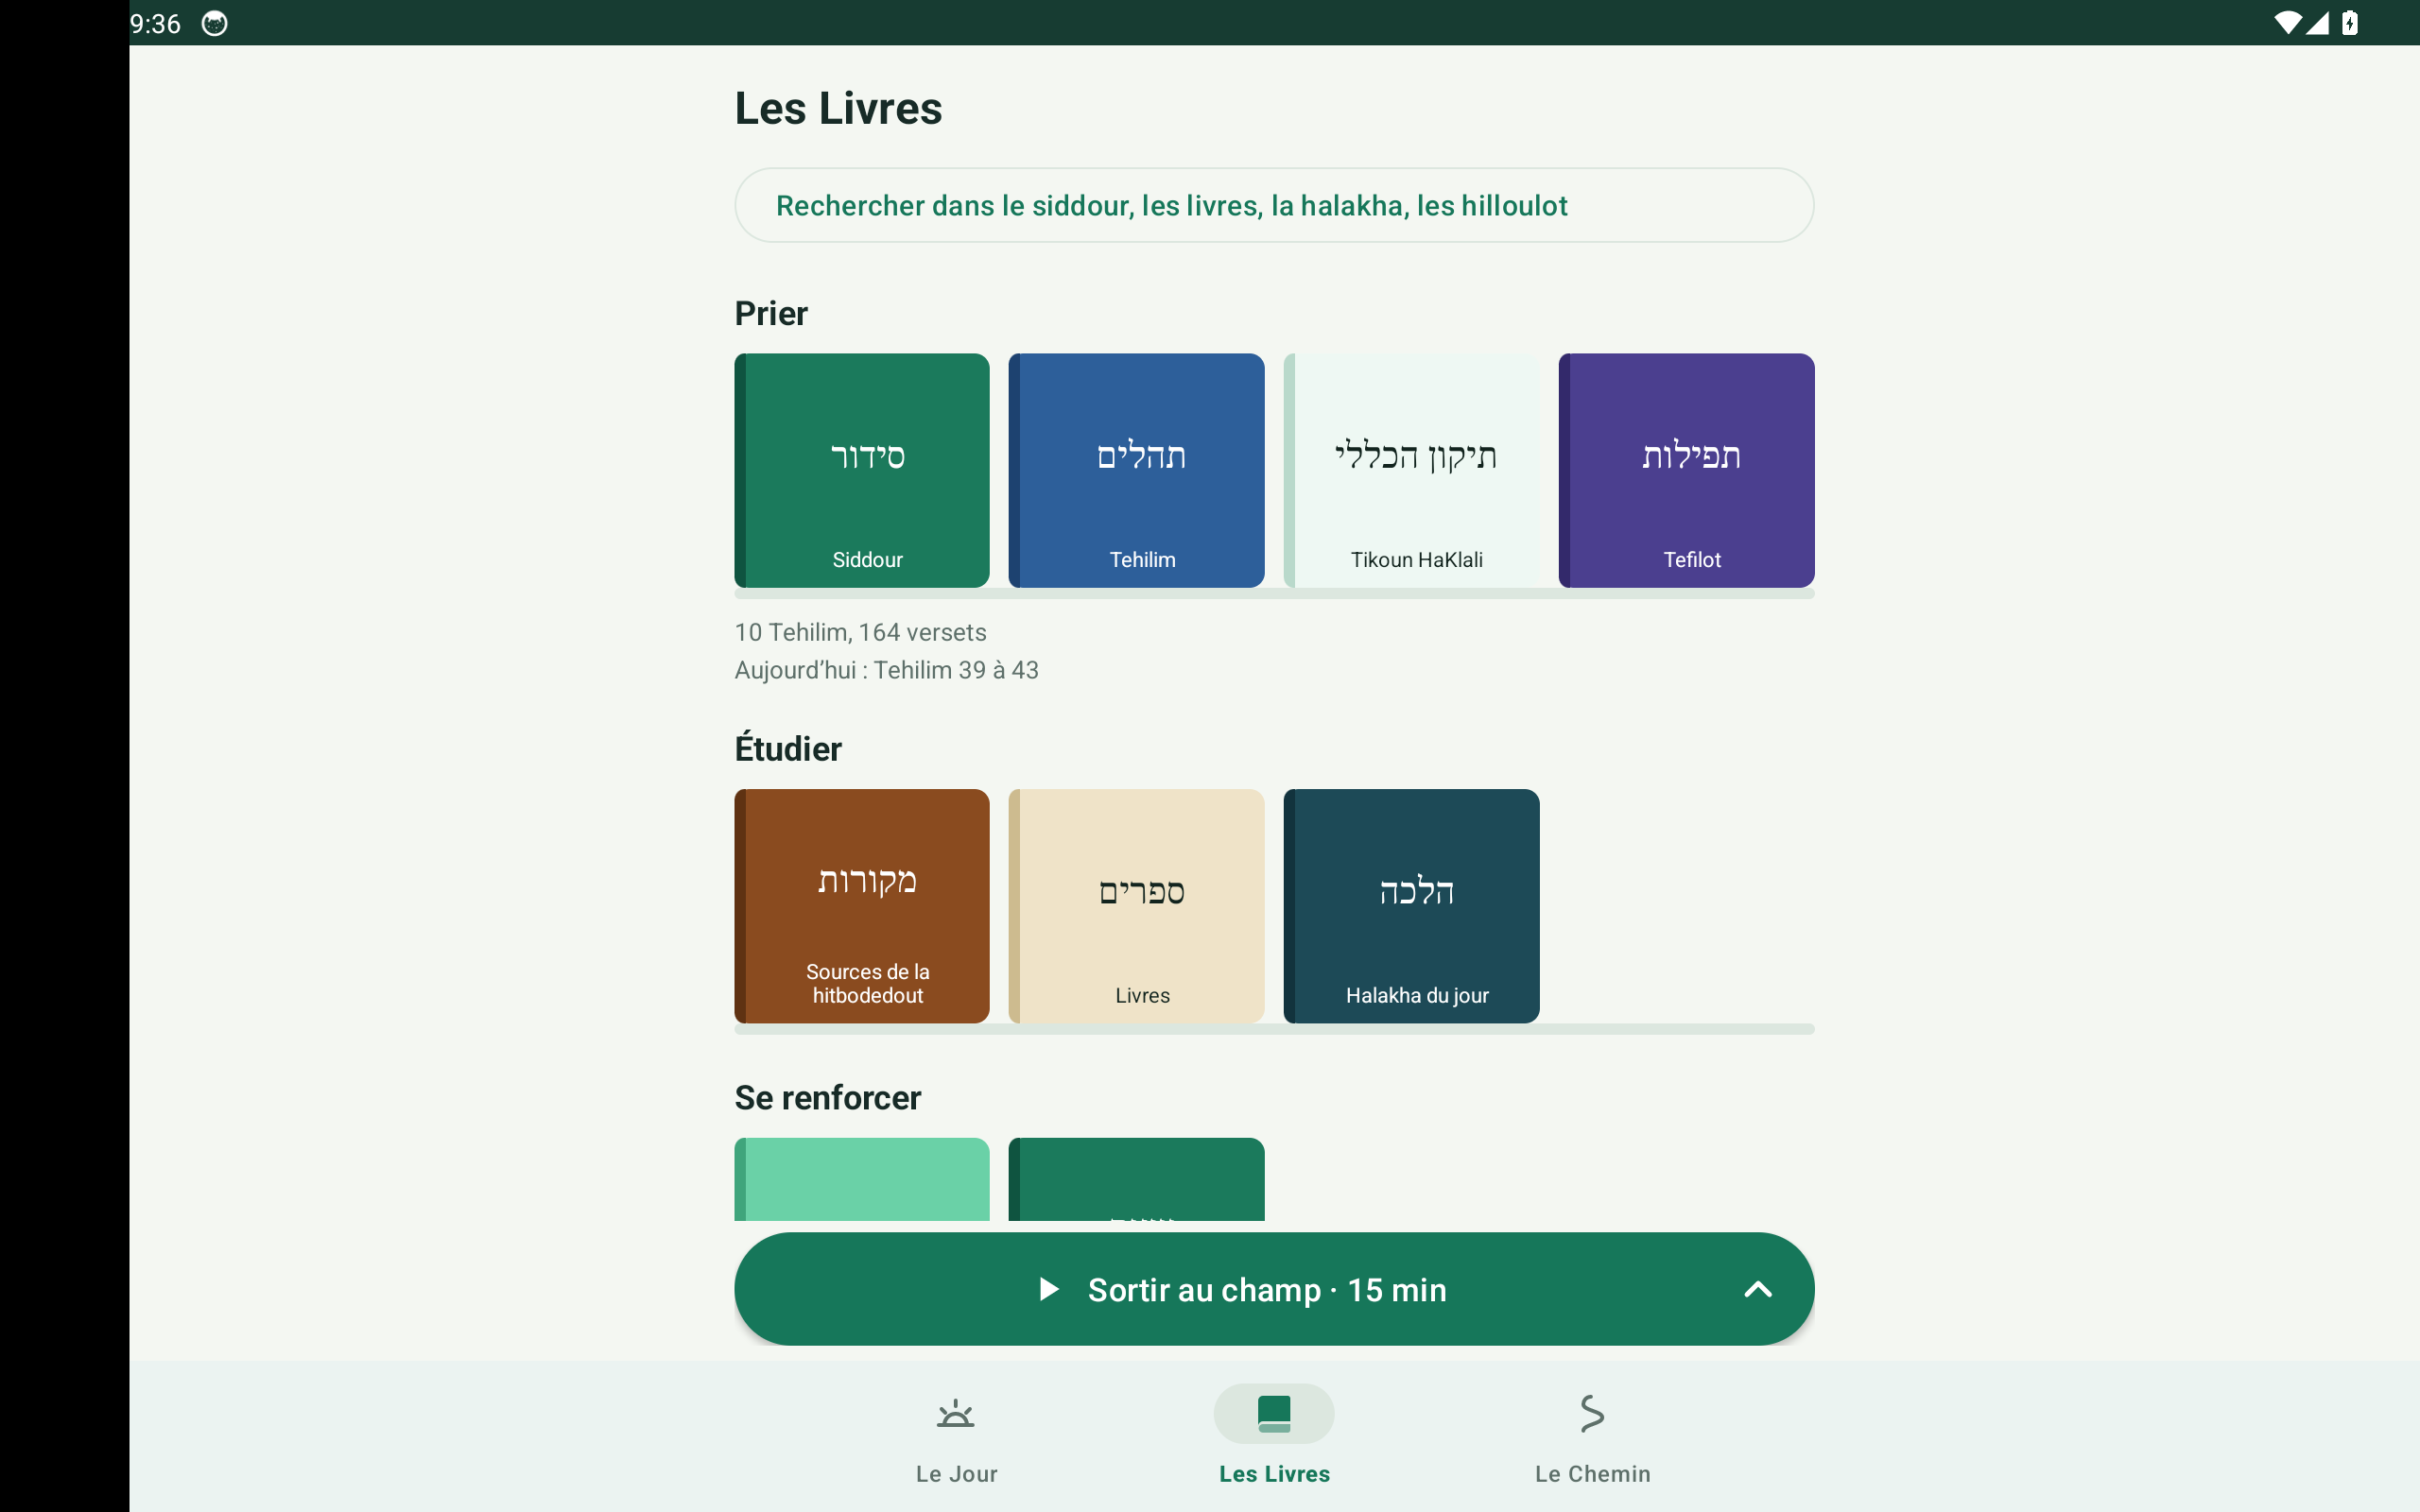 9:36
Les Livres
Rechercher dans le siddour, les livres, la halakha, les hilloulot
Prier
סידור
Siddour
תהלים
Tehilim
תיקון הכללי
Tikoun HaKlali
תפילות
Tefilot
10 Tehilim, 164 versets
Aujourd’hui : Tehilim 39 à 43
Étudier
מקורות
Sources de la
hitbodedout
ספרים
Livres
הלכה
Halakha du jour
Se renforcer
Sortir au champ · 15 min
Le Jour
Les Livres
Le Chemin